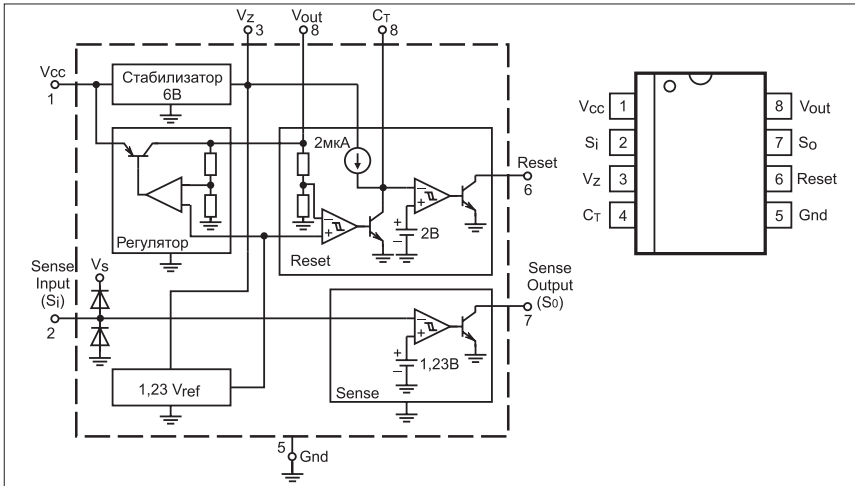 Vz Vout CT
3 8 8
Vcc
1
Стабилизатор
6В
2мкА
Reset
6
−
+
+
−
2В
Регулятор
Reset
Sense
Input
(Si)
2
Vs
Sense
Output
(S0)
7
−
+
+
−
1,23В
1,23 Vref
Sense
5
Gnd
Vcc 1
Si 2
Vz 3
CT 4
8 Vout
7 So
6 Reset
5 Gnd